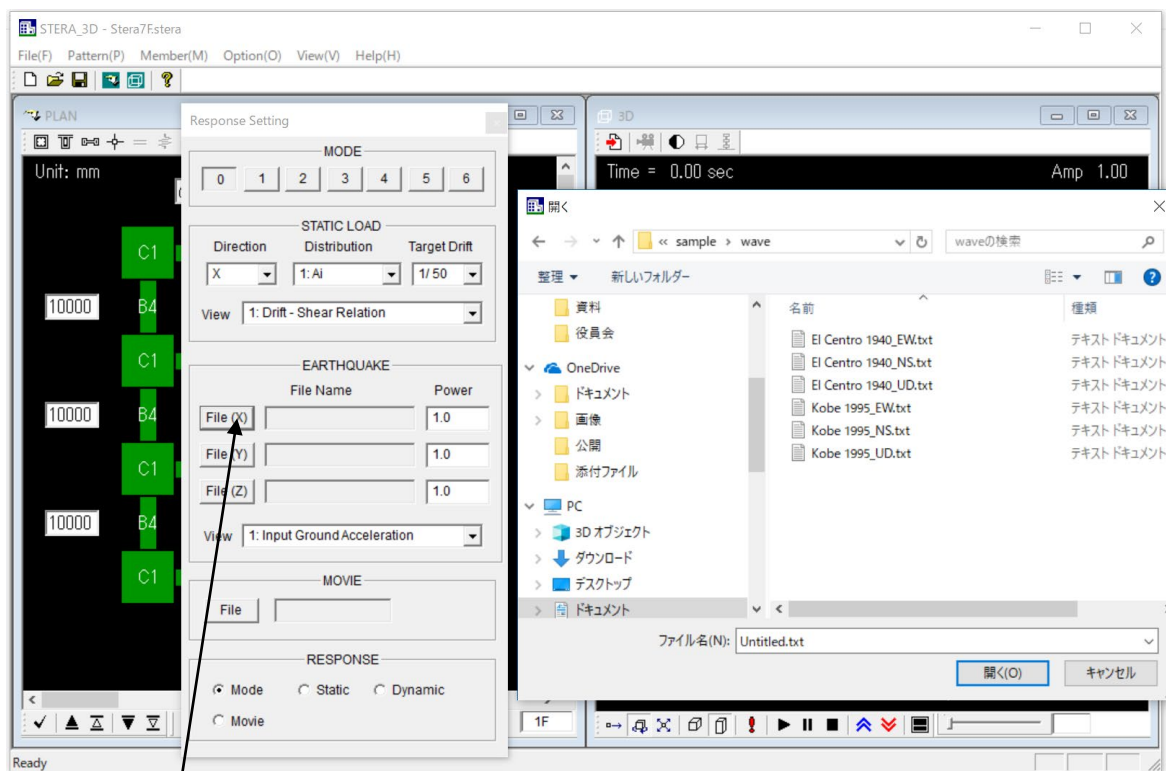 STERA_3D - Stera7F.stera
File(F) Pattern(P) Member(M) Option(O) View(V) Help(H)
PLAN
Unit: mm
C1
10000 B4
C1
10000 B4
C1
10000 B4
C1
1F
Ready
Response Setting
MODE
0 1 2 3 4 5 6
STATIC LOAD
Direction Distribution Target Drift
X 1: Ai 1/ 50
View 1: Drift - Shear Relation
EARTHQUAKE
File Name Power
File (X) 1.0
File (Y) 1.0
File (Z) 1.0
View 1: Input Ground Acceleration
MOVIE
File
RESPONSE
Mode Static Dynamic
Movie
3D
Time = 0.00 sec Amp 1.00
開く
« sample › wave waveの検索
整理 新しいフォルダー
資料
役員会
OneDrive
ドキュメント
画像
公開
添付ファイル
PC
3D オブジェクト
ダウンロード
デスクトップ
ドキュメント
名前 種類
El Centro 1940_EW.txt テキスト ドキュメント
El Centro 1940_NS.txt テキスト ドキュメント
El Centro 1940_UD.txt テキスト ドキュメント
Kobe 1995_EW.txt テキスト ドキュメント
Kobe 1995_NS.txt テキスト ドキュメント
Kobe 1995_UD.txt テキスト ドキュメント
ファイル名(N): Untitled.txt
開く(O) キャンセル